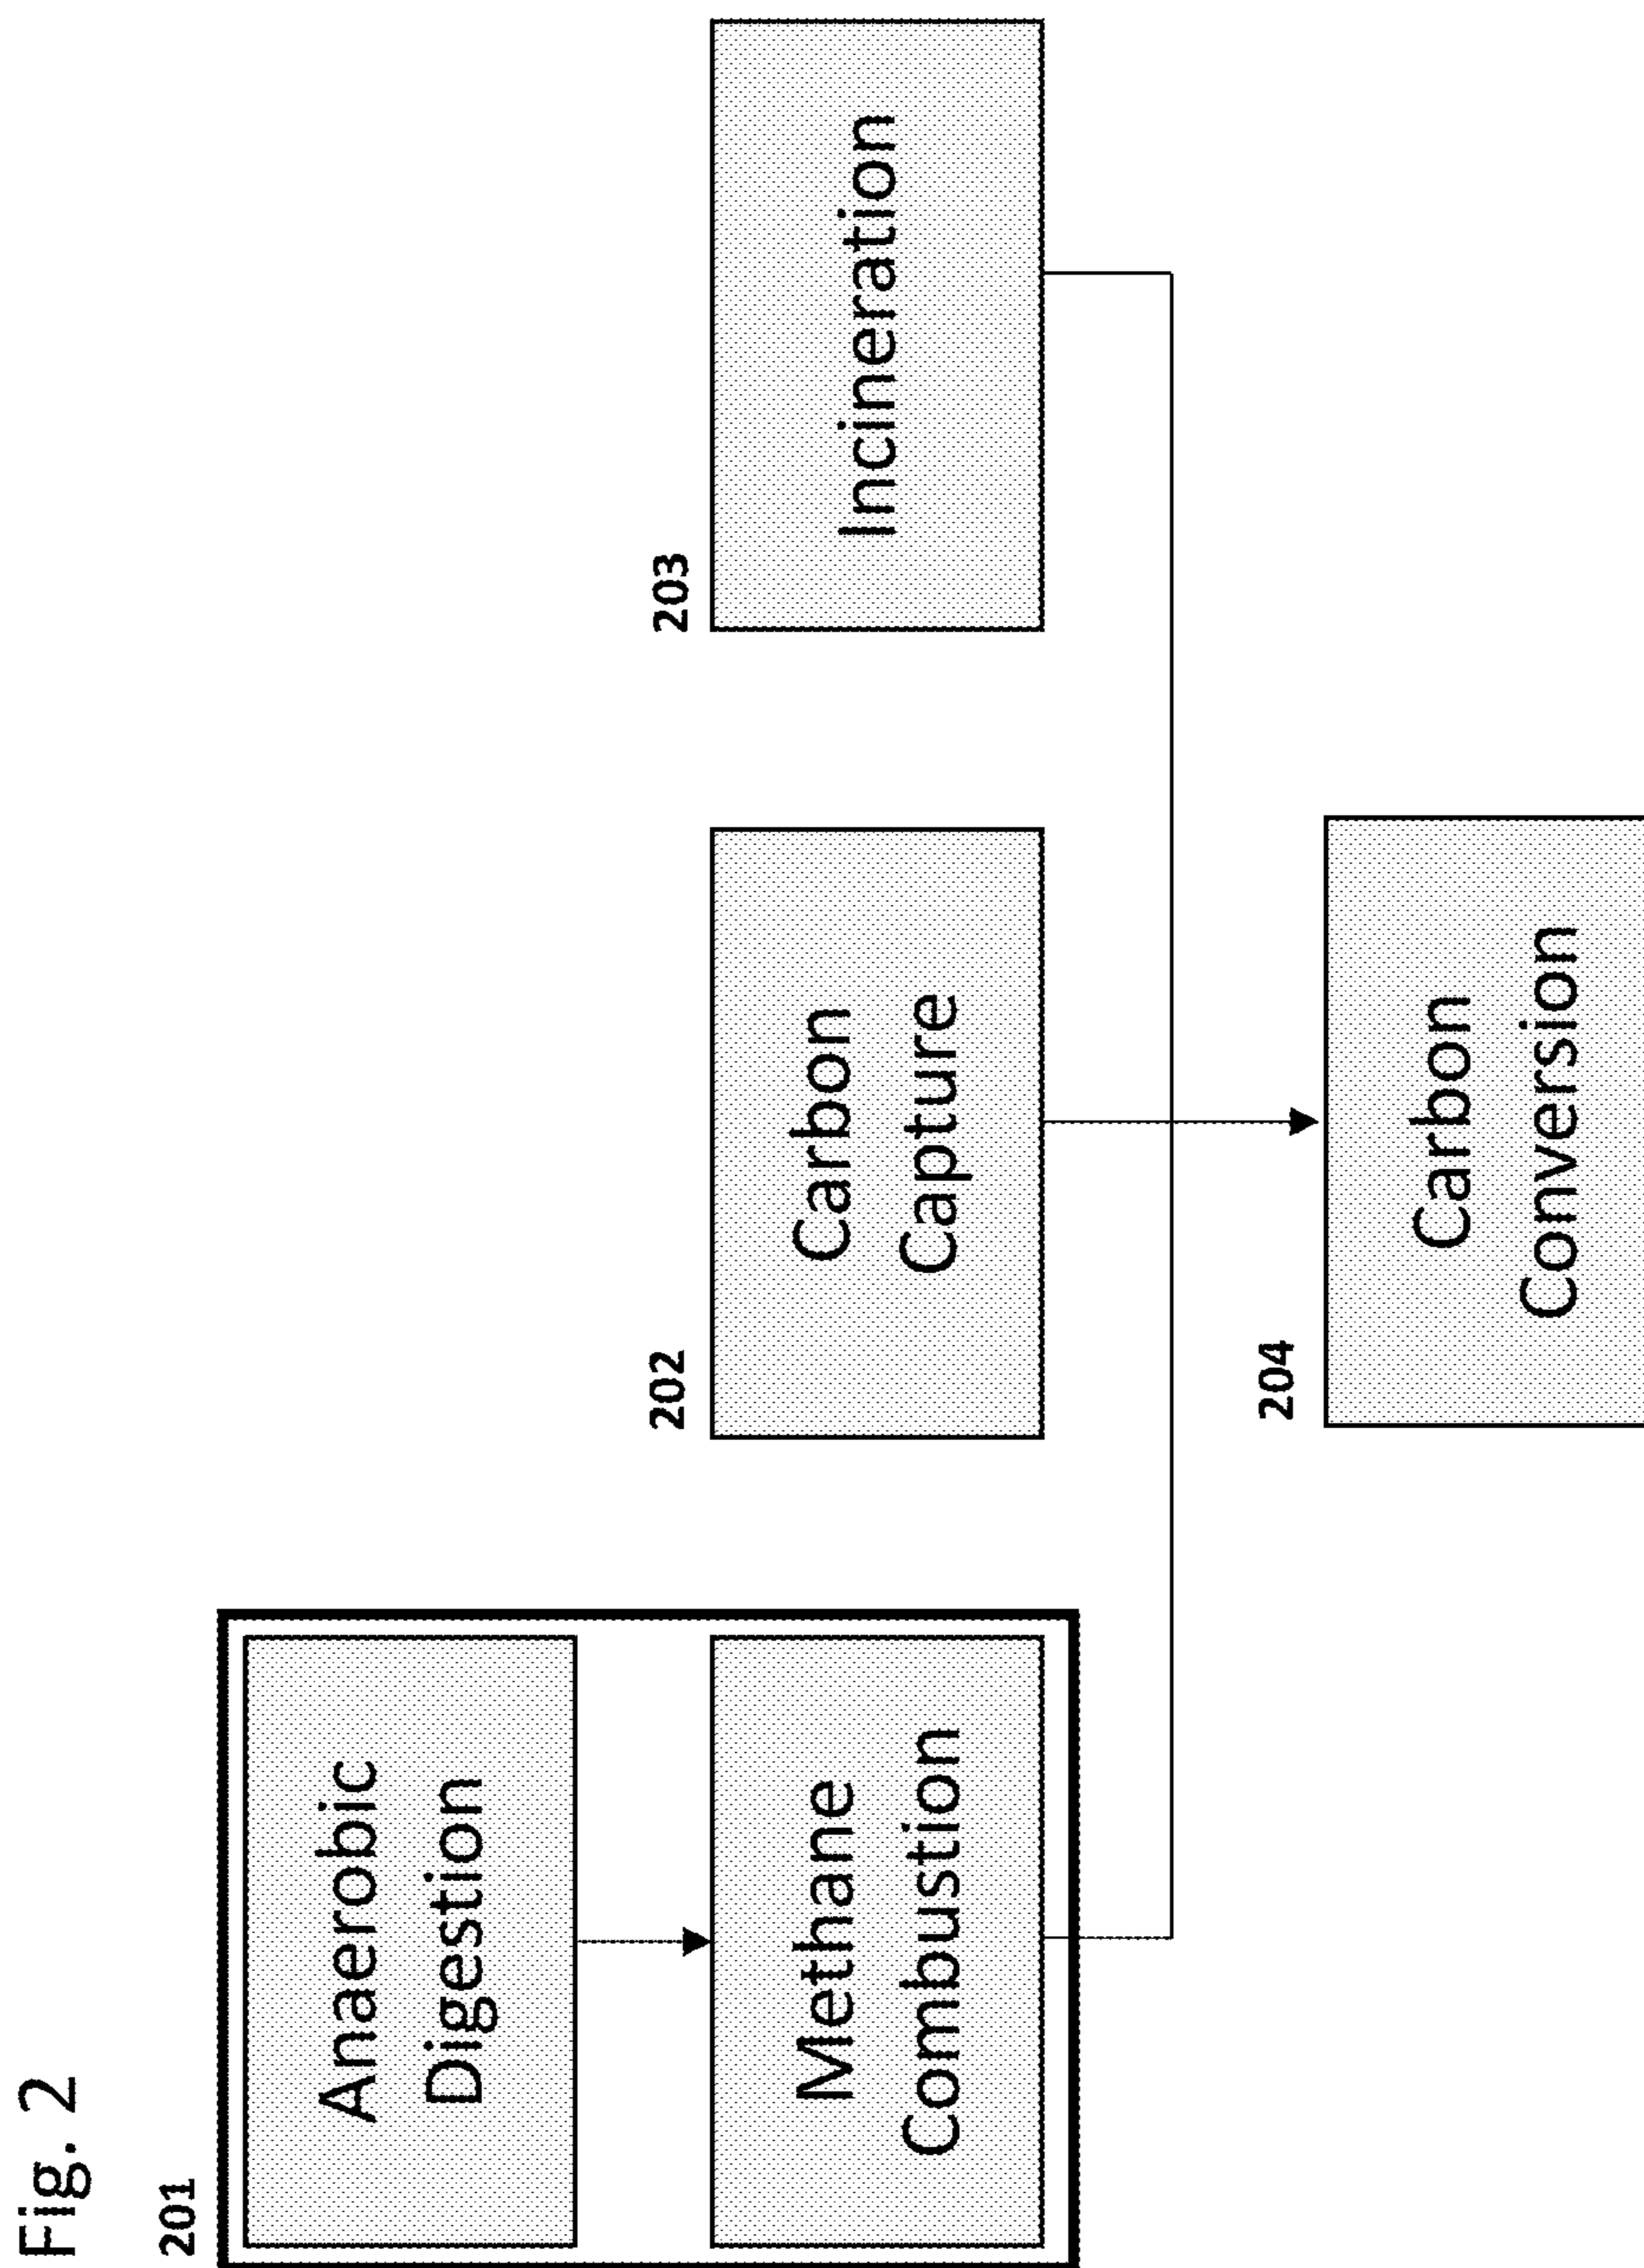 Fig. 2
201
Anaerobic
Digestion
Methane
Combustion
202
Carbon
Capture
203
Incineration
204
Carbon
Conversion